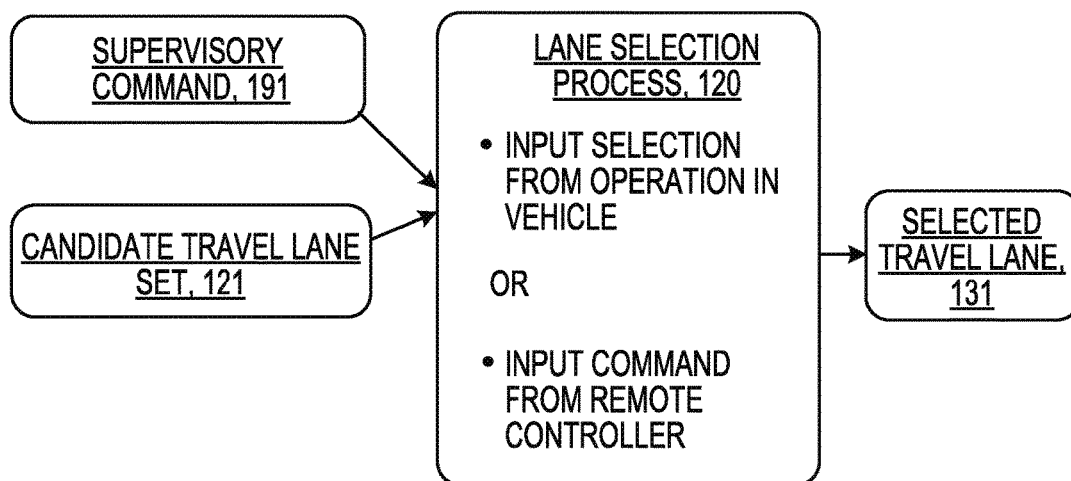 SUPERVISORY
COMMAND, 191
CANDIDATE TRAVEL LANE
SET, 121
LANE SELECTION
PROCESS, 120
• INPUT SELECTION
FROM OPERATION IN
VEHICLE
OR
• INPUT COMMAND
FROM REMOTE
CONTROLLER
SELECTED
TRAVEL LANE,
131